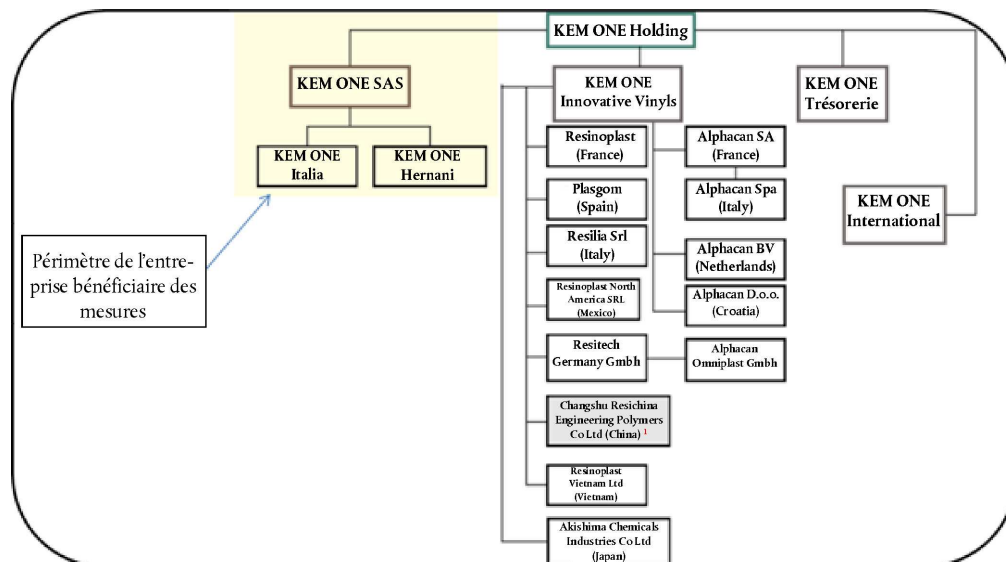 KEM ONE Holding
KEM ONE SAS
KEM ONE
Innovative Vinyls
KEM ONE
Trésorerie
KEM ONE
International
KEM ONE
Italia
KEM ONE
Hernani
Périmètre de l'entre-
prise bénéficiaire des
mesures
Resinoplast
(France)
Plasgom
(Spain)
Resilia Srl
(Italy)
Resinoplast North
America SRL
(Mexico)
Resitech
Germany Gmbh
Changshu Resichina
Engineering Polymers
Co Ltd (China) 1
Resinoplast
Vietnam Ltd
(Vietnam)
Akishima Chemicals
Industries Co Ltd
(Japan)
Alphacan SA
(France)
Alphacan Spa
(Italy)
Alphacan BV
(Netherlands)
Alphacan D.o.o.
(Croatia)
Alphacan
Omniplast Gmbh